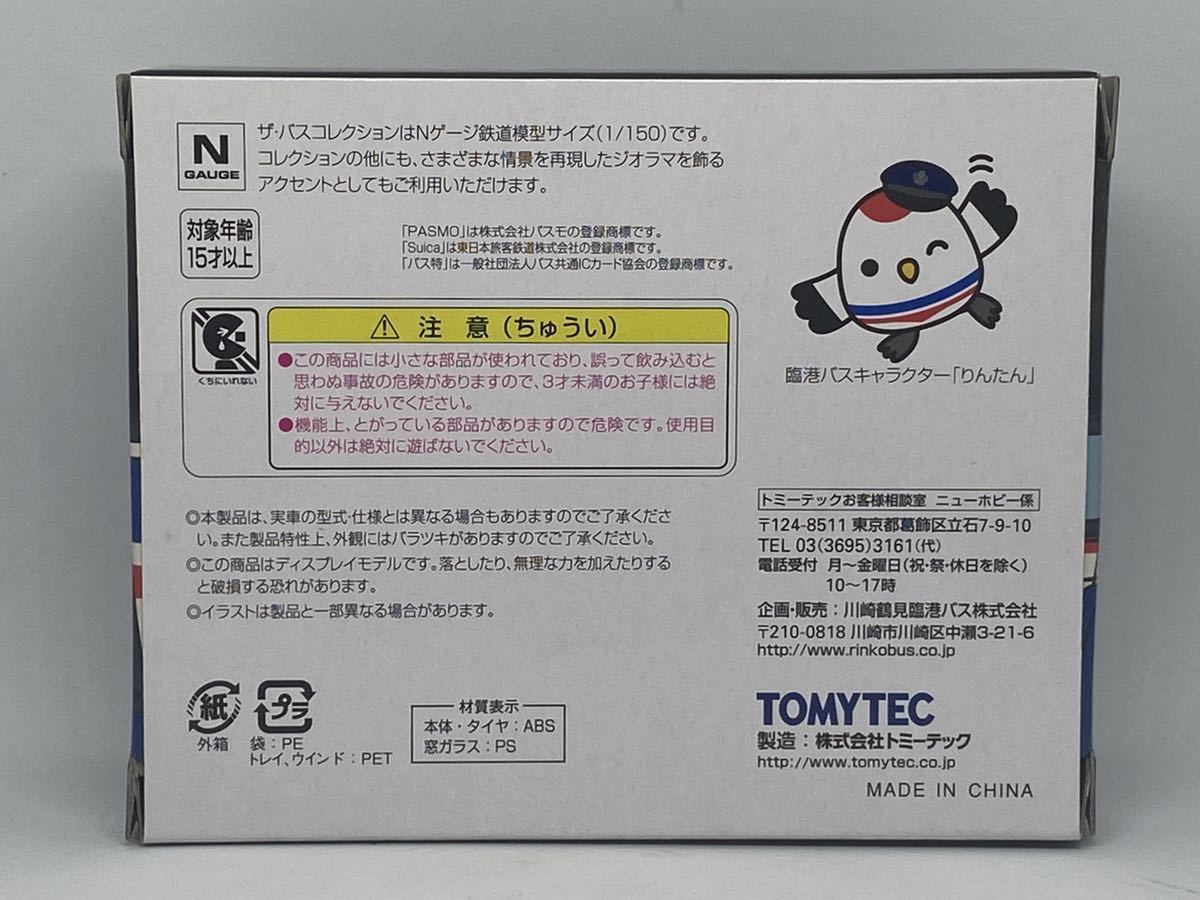 N
GAUGE
ザ・バスコレクションはNゲージ鉄道模型サイズ(1/150)です。
コレクションの他にも、さまざまな情景を再現したジオラマを飾る
アクセントとしてもご利用いただけます。
対象年齢
15才以上
「PASMO」は株式会社パスモの登録商標です。
「Suica」は東日本旅客鉄道株式会社の登録商標です。
「バス特」は一般社団法人バス共通ICカード協会の登録商標です。
臨港バスキャラクター「りんたん」
くちにいれない
⚠ 注 意(ちゅうい)
●この商品には小さな部品が使われており、誤って飲み込むと
思わぬ事故の危険がありますので、3才未満のお子様には絶
対に与えないでください。
●機能上、とがっている部品がありますので危険です。使用目
的以外は絶対に遊ばないでください。
◎本製品は、実車の型式・仕様とは異なる場合もありますのでご了承くださ
い。また製品特性上、外観にはバラツキがありますのでご了承ください。
◎この商品はディスプレイモデルです。落としたり、無理な力を加えたりする
と破損する恐れがあります。
◎イラストは製品と一部異なる場合があります。
トミーテックお客様相談室 ニューホビー係
〒124-8511 東京都葛飾区立石7-9-10
TEL 03(3695)3161(代)
電話受付 月〜金曜日(祝・祭・休日を除く)
10〜17時
企画・販売:川崎鶴見臨港バス株式会社
〒210-0818 川崎市川崎区中瀬3-21-6
http://www.rinkobus.co.jp
紙
外箱
プラ
袋:PE
トレイ、ウインド:PET
材質表示
本体・タイヤ:ABS
窓ガラス:PS
TOMYTEC
製造:株式会社トミーテック
http://www.tomytec.co.jp
MADE IN CHINA